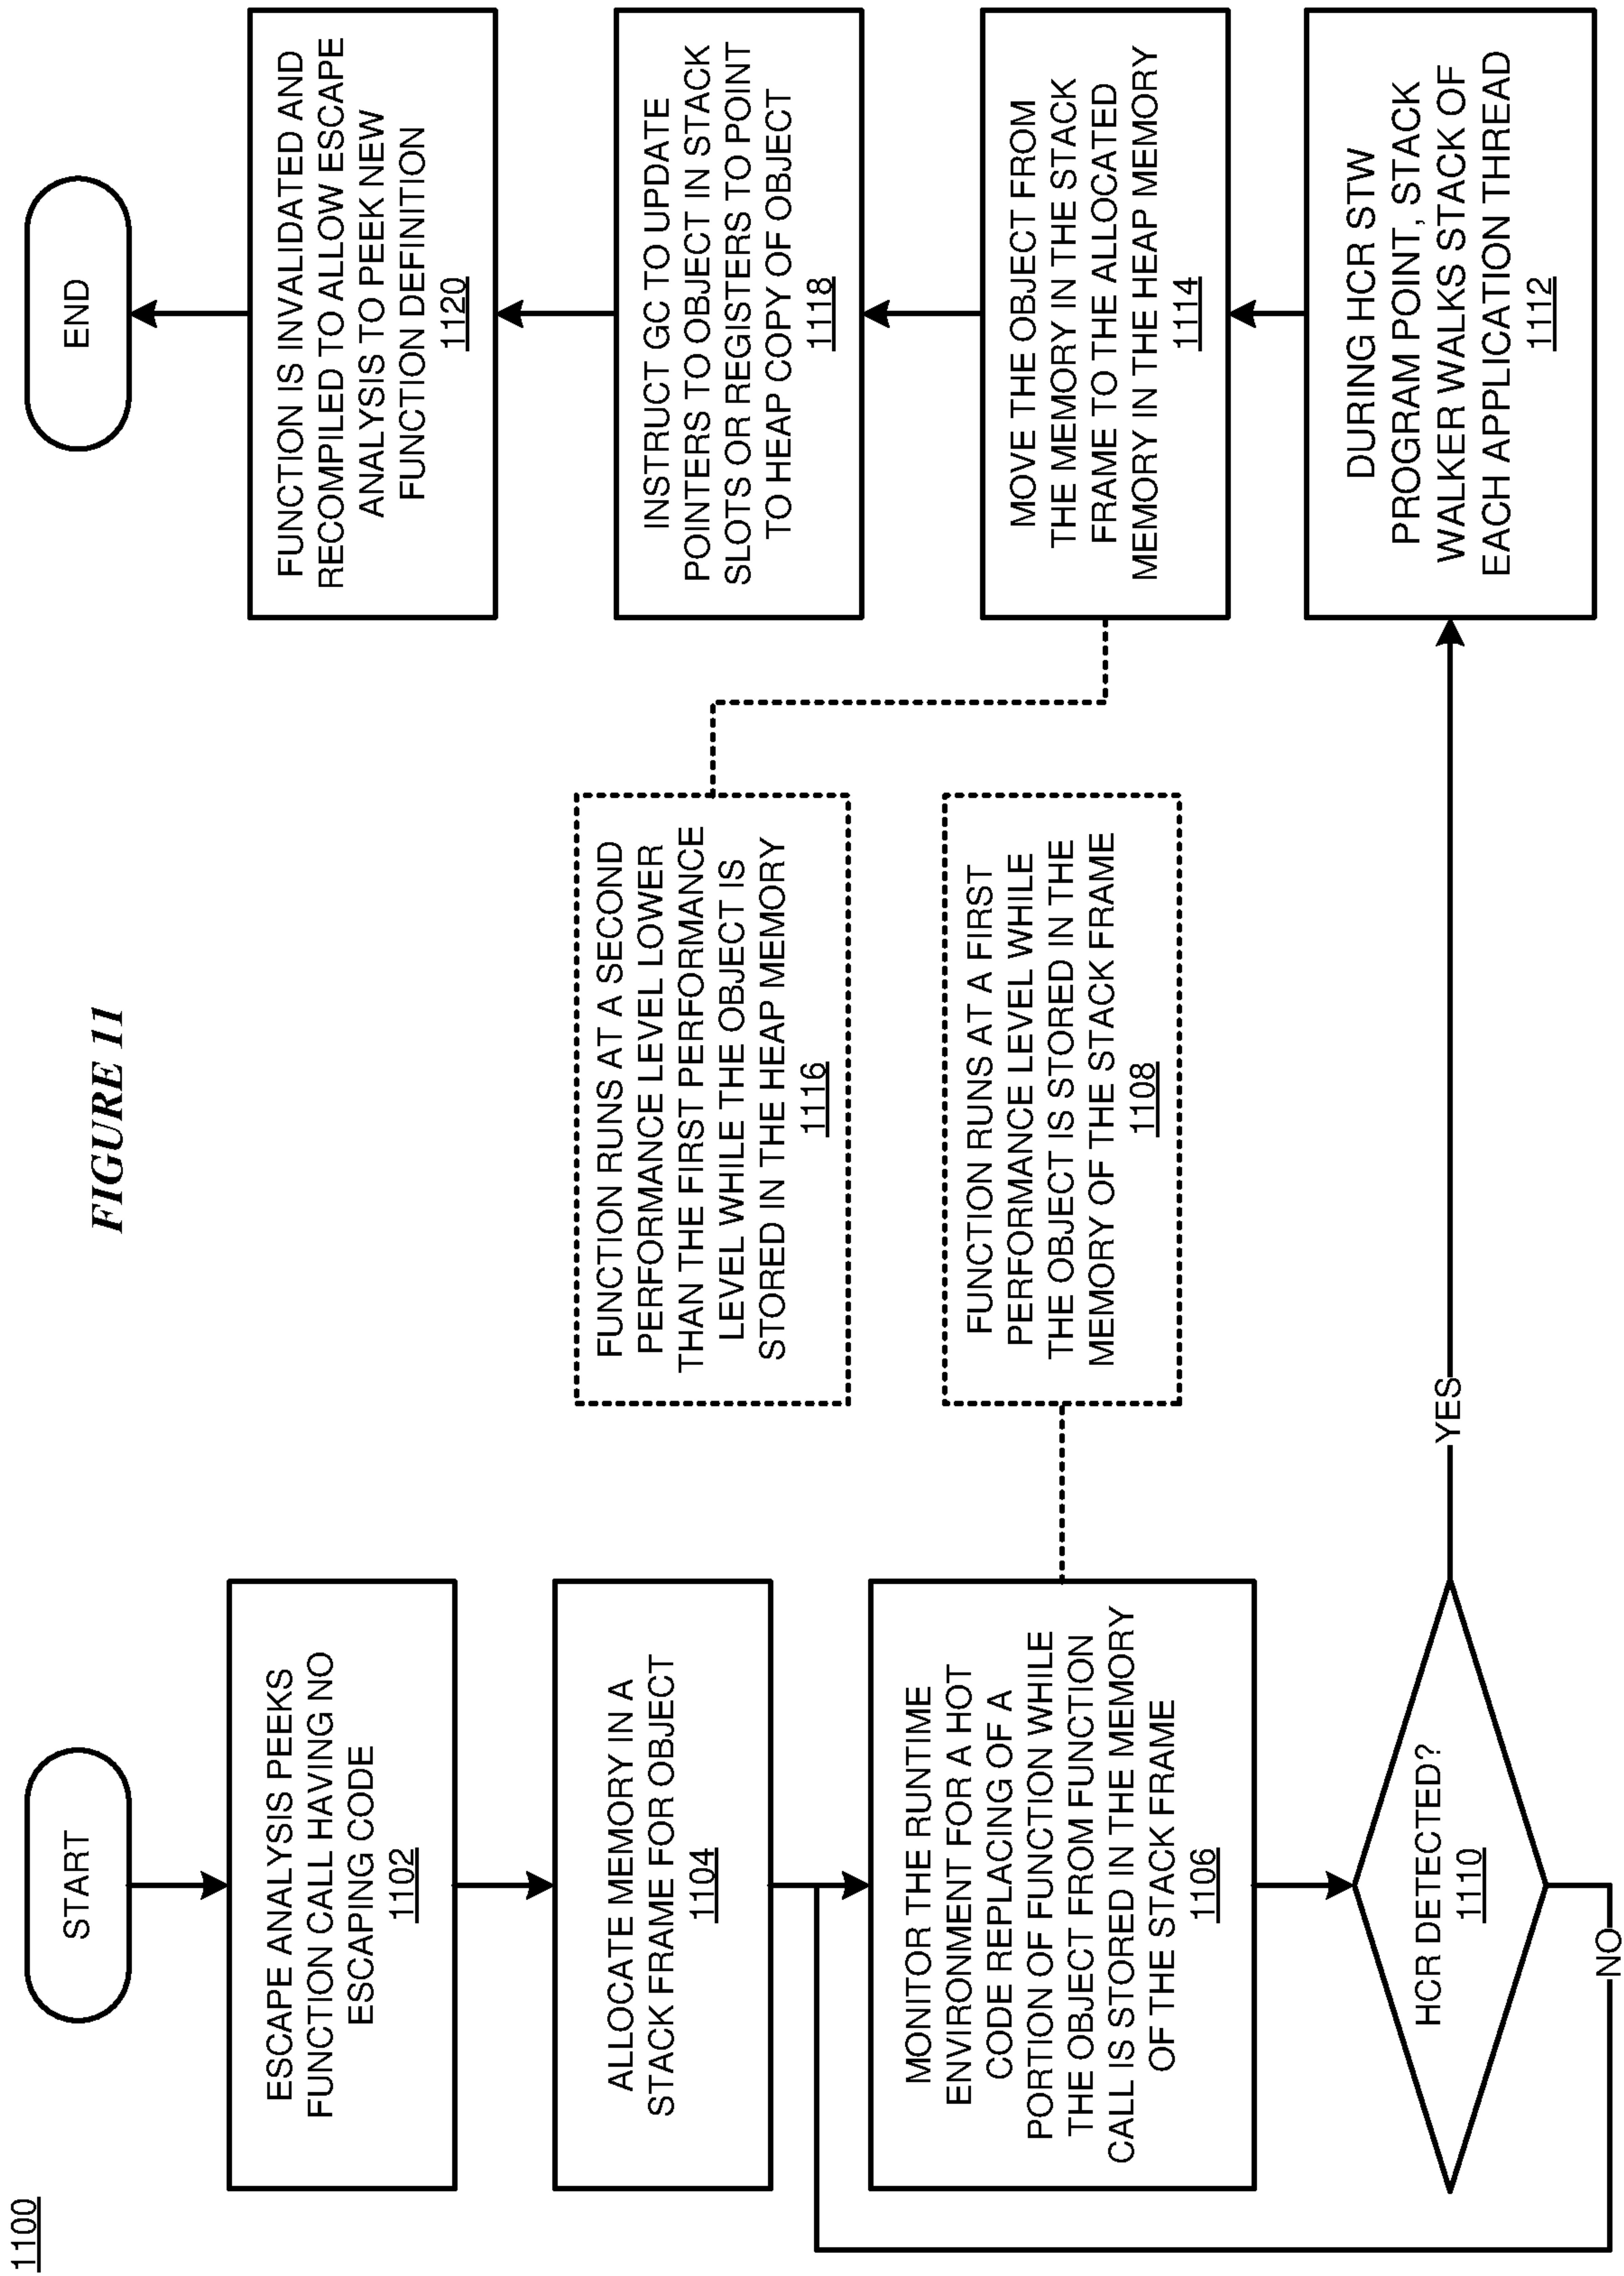 1100
FIGURE 11
START
ESCAPE ANALYSIS PEEKS
FUNCTION CALL HAVING NO
ESCAPING CODE
1102
ALLOCATE MEMORY IN A
STACK FRAME FOR OBJECT
1104
MONITOR THE RUNTIME
ENVIRONMENT FOR A HOT
CODE REPLACING OF A
PORTION OF FUNCTION WHILE
THE OBJECT FROM FUNCTION
CALL IS STORED IN THE MEMORY
OF THE STACK FRAME
1106
FUNCTION RUNS AT A FIRST
PERFORMANCE LEVEL WHILE
THE OBJECT IS STORED IN THE
MEMORY OF THE STACK FRAME
1108
HCR DETECTED?
1110
NO
YES
DURING HCR STW
PROGRAM POINT, STACK
WALKER WALKS STACK OF
EACH APPLICATION THREAD
1112
MOVE THE OBJECT FROM
THE MEMORY IN THE STACK
FRAME TO THE ALLOCATED
MEMORY IN THE HEAP MEMORY
1114
FUNCTION RUNS AT A SECOND
PERFORMANCE LEVEL LOWER
THAN THE FIRST PERFORMANCE
LEVEL WHILE THE OBJECT IS
STORED IN THE HEAP MEMORY
1116
INSTRUCT GC TO UPDATE
POINTERS TO OBJECT IN STACK
SLOTS OR REGISTERS TO POINT
TO HEAP COPY OF OBJECT
1118
FUNCTION IS INVALIDATED AND
RECOMPILED TO ALLOW ESCAPE
ANALYSIS TO PEEK NEW
FUNCTION DEFINITION
1120
END